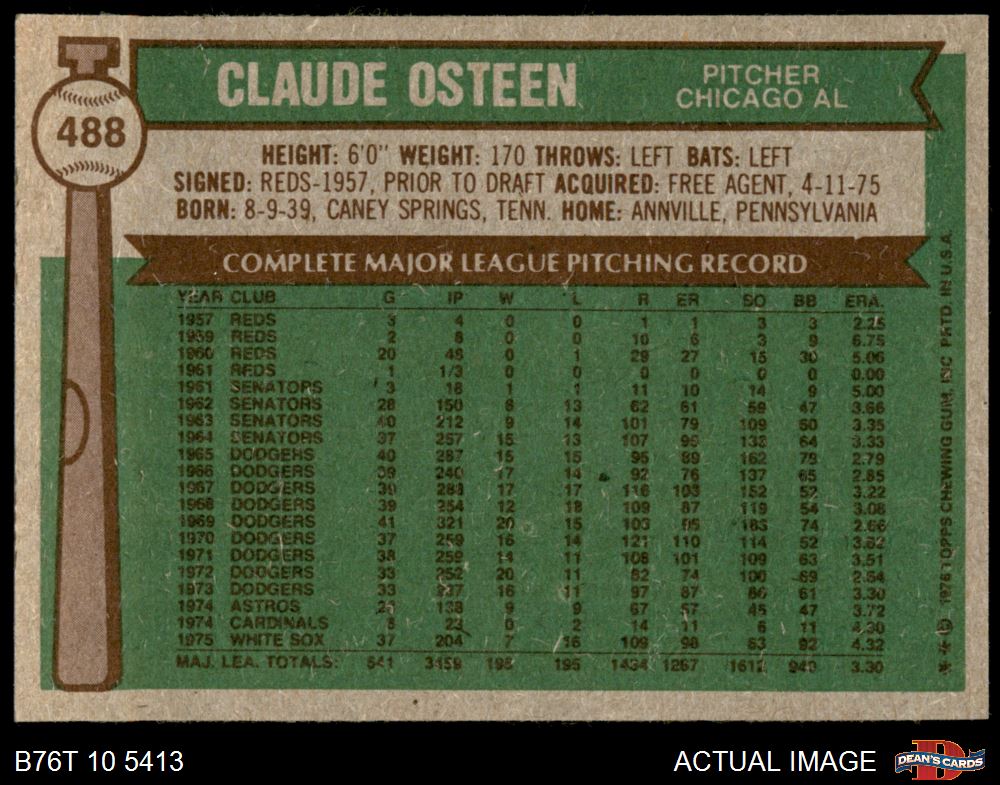 CLAUDE OSTEEN
PITCHER
CHICAGO AL
488
HEIGHT: 6'0" WEIGHT: 170 THROWS: LEFT BATS: LEFT
SIGNED: REDS-1957, PRIOR TO DRAFT ACQUIRED: FREE AGENT, 4-11-75
BORN: 8-9-39, CANEY SPRINGS, TENN. HOME: ANNVILLE, PENNSYLVANIA
COMPLETE MAJOR LEAGUE PITCHING RECORD
YEAR CLUB G IP W L R ER SO BB ERA.
1957 REDS 3 4 0 0 1 1 3 3 2.25
1959 REDS 2 8 0 0 10 6 3 9 6.75
1960 REDS 20 48 0 1 29 27 15 30 5.06
1961 REDS 1 1/3 0 0 0 0 0 0 0.00
1961 SENATORS 3 18 1 1 11 10 14 9 5.00
1962 SENATORS 28 150 8 13 62 61 59 47 3.66
1963 SENATORS 40 212 9 14 101 79 109 60 3.35
1964 SENATORS 37 257 15 13 107 95 133 64 3.33
1965 DODGERS 40 287 15 15 95 89 162 79 2.79
1966 DODGERS 39 240 17 14 92 76 137 65 2.85
1967 DODGERS 39 288 17 17 116 103 152 52 3.22
1968 DODGERS 39 254 12 18 109 87 119 54 3.08
1969 DODGERS 41 321 20 15 103 95 183 74 2.66
1970 DODGERS 37 259 16 14 121 110 114 52 3.82
1971 DODGERS 38 259 14 11 108 101 109 63 3.51
1972 DODGERS 33 252 20 11 82 74 100 69 2.64
1973 DODGERS 33 237 16 11 97 87 86 61 3.30
1974 ASTROS 23 138 9 9 67 57 45 47 3.72
1974 CARDINALS 8 23 0 2 14 11 6 11 4.30
1975 WHITE SOX 37 204 7 16 109 98 63 92 4.32
MAJ. LEA. TOTALS: 541 3459 196 195 1434 1267 1612 940 3.30
* * © 1976 TOPPS CHEWING GUM, INC PRTD. IN U.S.A.
B76T 10 5413
ACTUAL IMAGE
D
DEAN'S CARDS